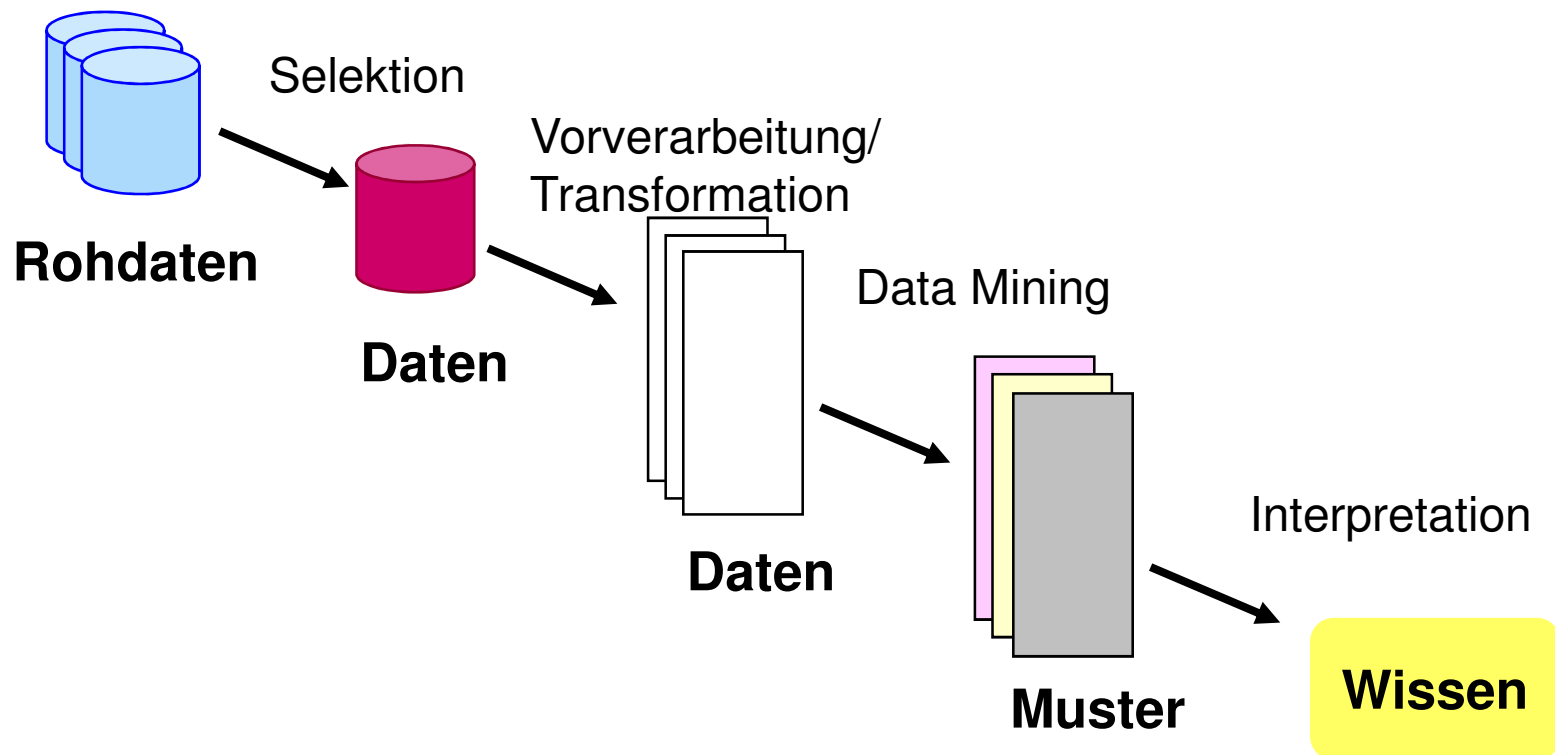 Selektion
Vorverarbeitung/
Transformation
Rohdaten
Data Mining
Daten
Interpretation
Daten
Wissen
Muster